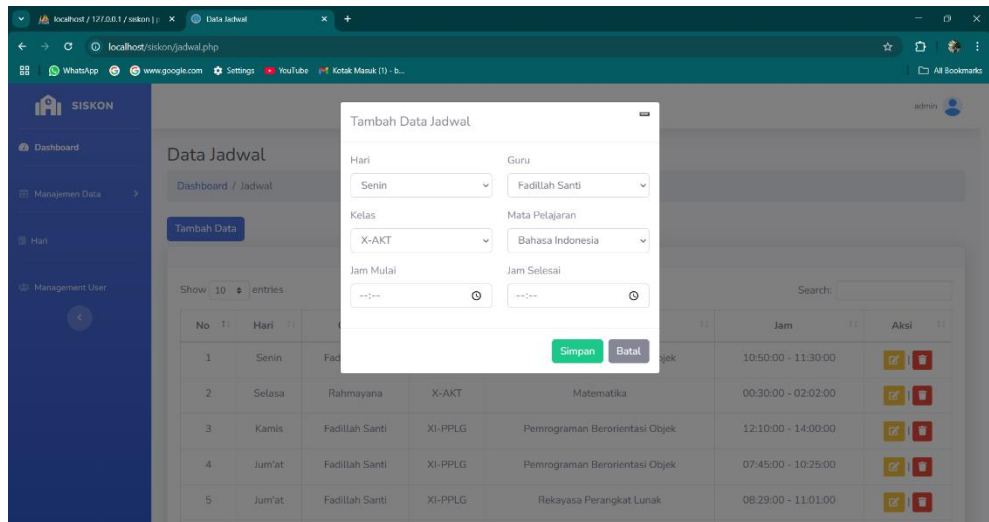 localhost / 127.0.0.1 / siskon | p
Data Jadwal
localhost/siskon/jadwal.php
WhatsApp
www.google.com
Settings
YouTube
Kotak Masuk (1) - b...
All Bookmarks
SISKON
admin
Dashboard
Manajemen Data
Hari
Management User
Data Jadwal
Dashboard / Jadwal
Tambah Data
Tambah Data Jadwal
Hari Guru
Senin Fadillah Santi
Kelas Mata Pelajaran
X-AKT Bahasa Indonesia
Jam Mulai Jam Selesai
--:-- --:--
Simpan Batal
Show 10 entries Search:
No Hari Jam Aksi
1 Senin Fad bjek 10:50:00 - 11:30:00
2 Selasa Rahmayana X-AKT Matematika 00:30:00 - 02:02:00
3 Kamis Fadillah Santi XI-PPLG Pemrograman Berorientasi Objek 12:10:00 - 14:00:00
4 Jum'at Fadillah Santi XI-PPLG Pemrograman Berorientasi Objek 07:45:00 - 10:25:00
5 Jum'at Fadillah Santi XI-PPLG Rekayasa Perangkat Lunak 08:29:00 - 11:01:00